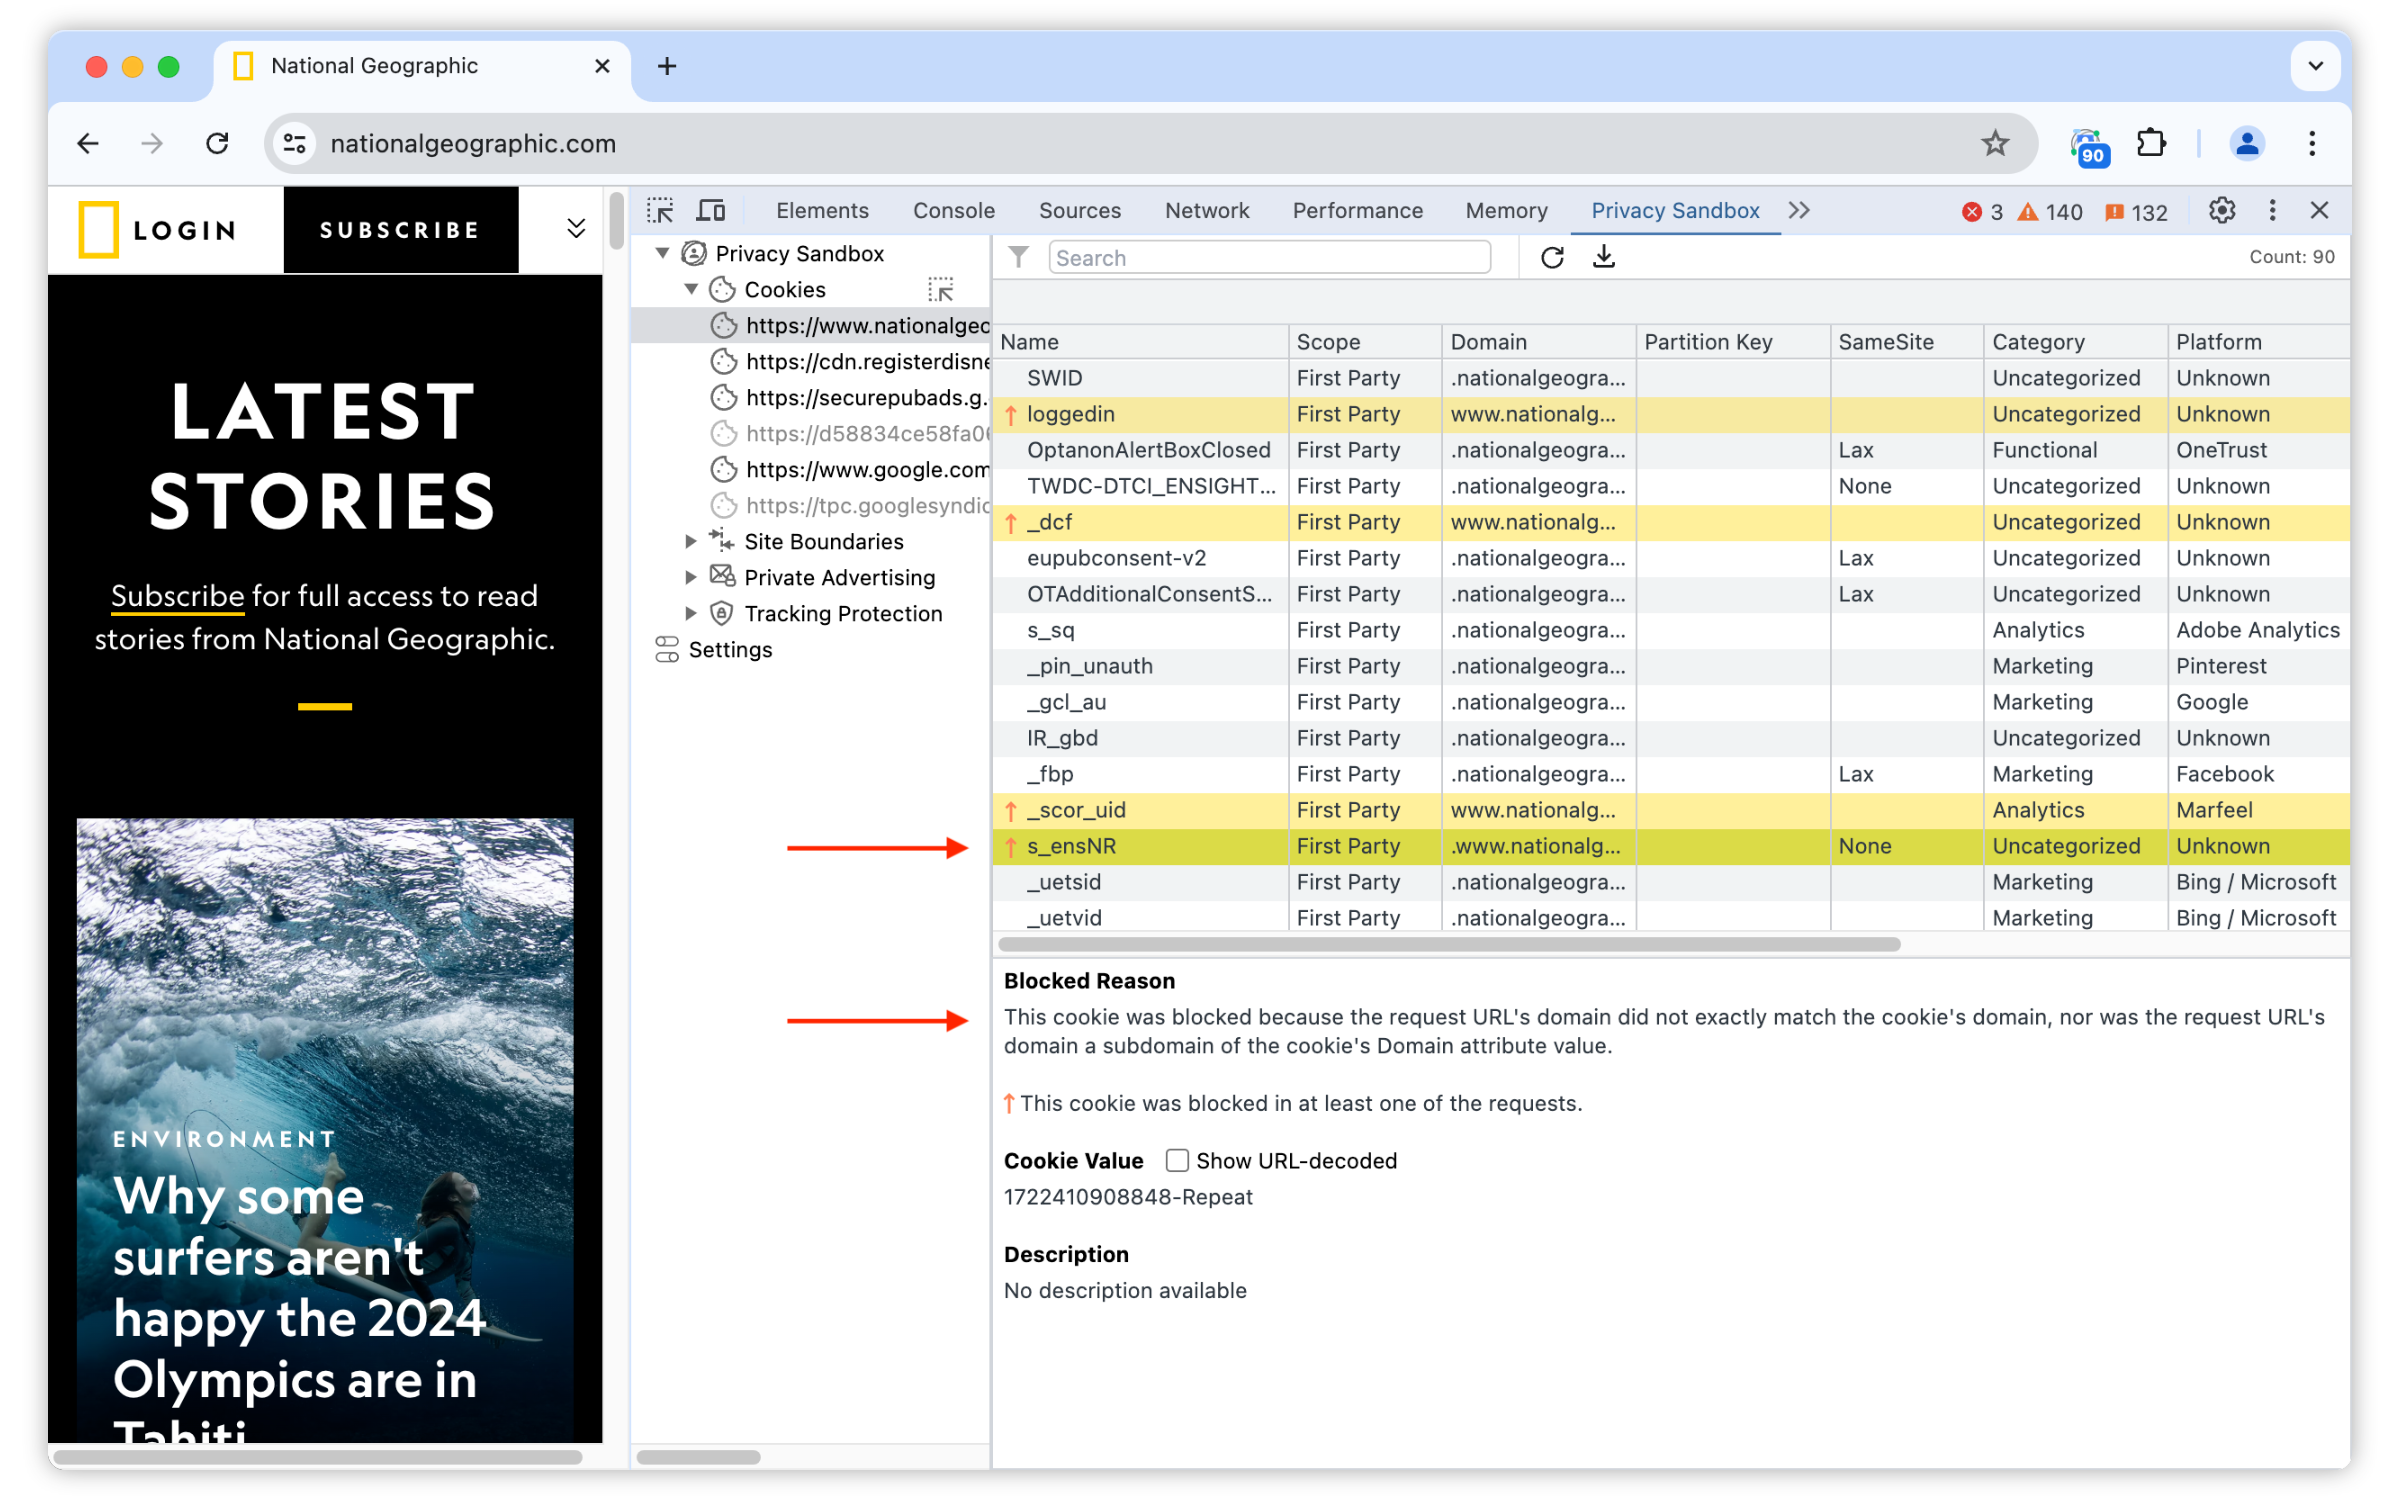 National Geographic
nationalgeographic.com
90
LOGIN
SUBSCRIBE
LATEST
STORIES
Subscribe for full access to read
stories from National Geographic.
ENVIRONMENT
Why some
surfers aren't
happy the 2024
Olympics are in
Tahiti
Elements Console Sources Network Performance Memory Privacy Sandbox 3 140 132
Privacy Sandbox
Cookies
https://www.nationalgeo
https://cdn.registerdisne
https://securepubads.g.
https://d58834ce58fa06
https://www.google.com
https://tpc.googlesyndic
Site Boundaries
Private Advertising
Tracking Protection
Settings
Search
Count: 90
Name Scope Domain Partition Key SameSite Category Platform
SWID First Party .nationalgeogra... Uncategorized Unknown
↑ loggedin First Party www.nationalg... Uncategorized Unknown
OptanonAlertBoxClosed First Party .nationalgeogra... Lax Functional OneTrust
TWDC-DTCI_ENSIGHT... First Party .nationalgeogra... None Uncategorized Unknown
↑ _dcf First Party www.nationalg... Uncategorized Unknown
eupubconsent-v2 First Party .nationalgeogra... Lax Uncategorized Unknown
OTAdditionalConsentS... First Party .nationalgeogra... Lax Uncategorized Unknown
s_sq First Party .nationalgeogra... Analytics Adobe Analytics
_pin_unauth First Party .nationalgeogra... Marketing Pinterest
_gcl_au First Party .nationalgeogra... Marketing Google
IR_gbd First Party .nationalgeogra... Uncategorized Unknown
_fbp First Party .nationalgeogra... Lax Marketing Facebook
↑ _scor_uid First Party www.nationalg... Analytics Marfeel
↑ s_ensNR First Party .www.nationalg... None Uncategorized Unknown
_uetsid First Party .nationalgeogra... Marketing Bing / Microsoft
_uetvid First Party .nationalgeogra... Marketing Bing / Microsoft
Blocked Reason
This cookie was blocked because the request URL's domain did not exactly match the cookie's domain, nor was the request URL's
domain a subdomain of the cookie's Domain attribute value.
↑ This cookie was blocked in at least one of the requests.
Cookie Value Show URL-decoded
1722410908848-Repeat
Description
No description available